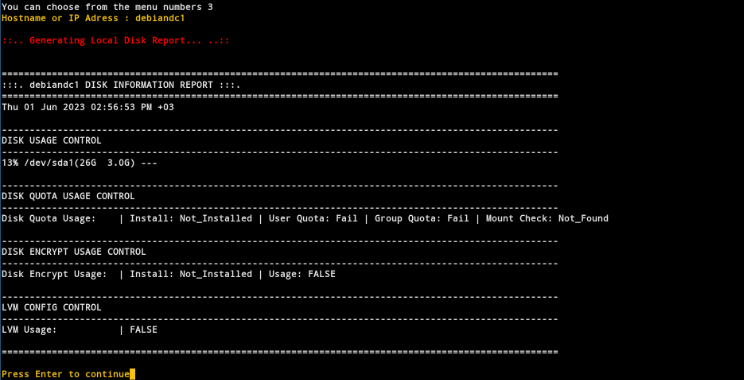 You can choose from the menu numbers 3
Hostname or IP Adress : debiandc1
::.. Generating Local Disk Report... ..::
================================================================================
:::. debiandc1 DISK INFORMATION REPORT :::.
================================================================================
Thu 01 Jun 2023 02:56:53 PM +03
--------------------------------------------------------------------------------
DISK USAGE CONTROL
--------------------------------------------------------------------------------
13% /dev/sda1(26G  3.0G) ---
--------------------------------------------------------------------------------
DISK QUOTA USAGE CONTROL
--------------------------------------------------------------------------------
Disk Quota Usage:    | Install: Not_Installed | User Quota: Fail | Group Quota: Fail | Mount Check: Not_Found
--------------------------------------------------------------------------------
DISK ENCRYPT USAGE CONTROL
--------------------------------------------------------------------------------
Disk Encrypt Usage:  | Install: Not_Installed | Usage: FALSE
--------------------------------------------------------------------------------
LVM CONFIG CONTROL
--------------------------------------------------------------------------------
LVM Usage:           | FALSE
================================================================================
Press Enter to continue